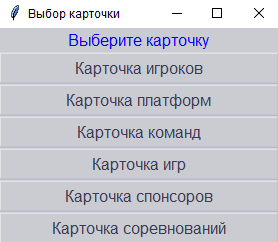 Выбор карточки
Выберите карточку
Карточка игроков
Карточка платформ
Карточка команд
Карточка игр
Карточка спонсоров
Карточка соревнований